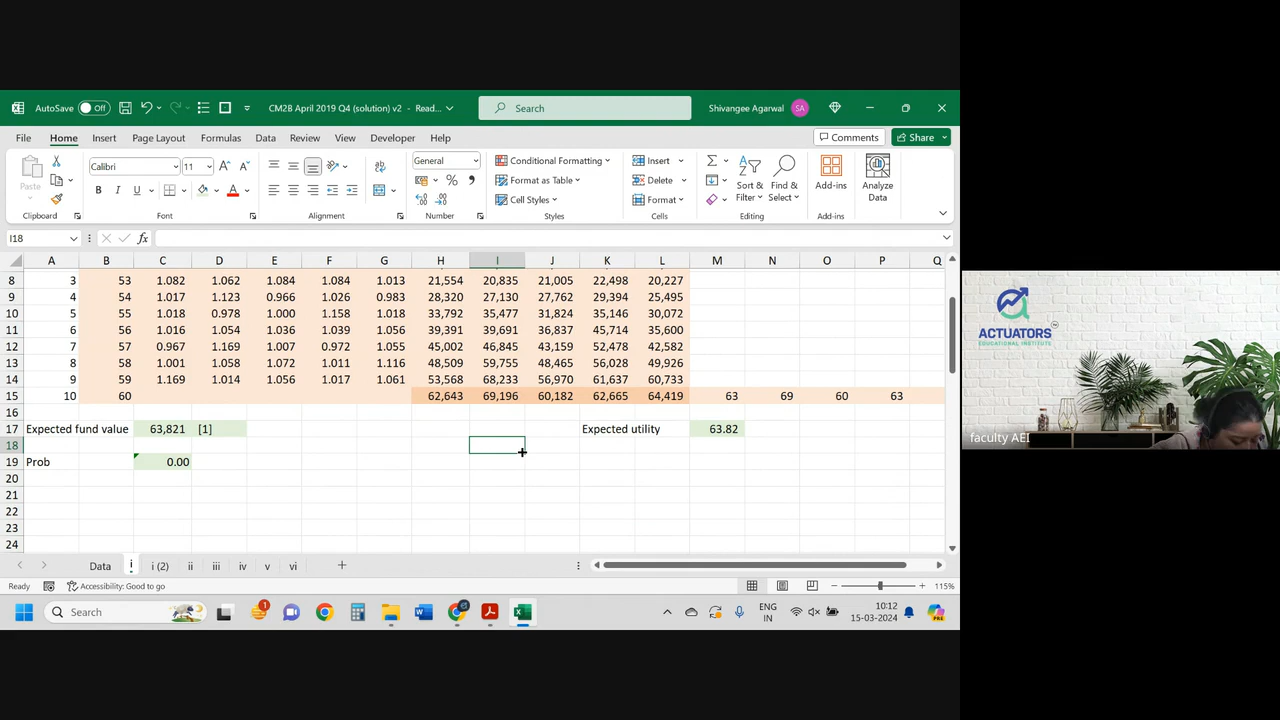 AutoSave Off CM2B April 2019 Q4 (solution) v2 - Read... Search Shivangee Agarwal SA
File Home Insert Page Layout Formulas Data Review View Developer Help Comments Share
Paste Calibri 11 General Conditional Formatting Insert
B I U Format as Table Delete Sort & Filter Find & Select Add-ins Analyze Data
Cell Styles Format
Clipboard Font Alignment Number Styles Cells Editing Add-ins
I18 fx
A B C D E F G H I J K L M N O P Q
8 3 53 1.082 1.062 1.084 1.084 1.013 21,554 20,835 21,005 22,498 20,227
9 4 54 1.017 1.123 0.966 1.026 0.983 28,320 27,130 27,762 29,394 25,495
10 5 55 1.018 0.978 1.000 1.158 1.018 33,792 35,477 31,824 35,146 30,072
11 6 56 1.016 1.054 1.036 1.039 1.056 39,391 39,691 36,837 45,714 35,600
12 7 57 0.967 1.169 1.007 1.017 1.055 45,002 46,845 43,159 52,478 42,582
13 8 58 1.001 1.058 1.072 1.011 1.116 48,509 59,755 48,465 56,028 49,926
14 9 59 1.169 1.014 1.056 1.017 1.061 53,568 68,233 56,970 61,637 60,733
15 10 60 62,643 69,196 60,182 62,665 64,419 63 69 60 63
16
17 Expected fund value 63,821 [1] Expected utility 63.82
18
19 Prob 0.00
20
21
22
23
24
Data i i (2) ii iii iv v vi
Ready Accessibility: Good to go 115%
Search 1 ENG IN 10:12 15-03-2024
ACTUATORS
EDUCATIONAL INSTITUTE
faculty AEI